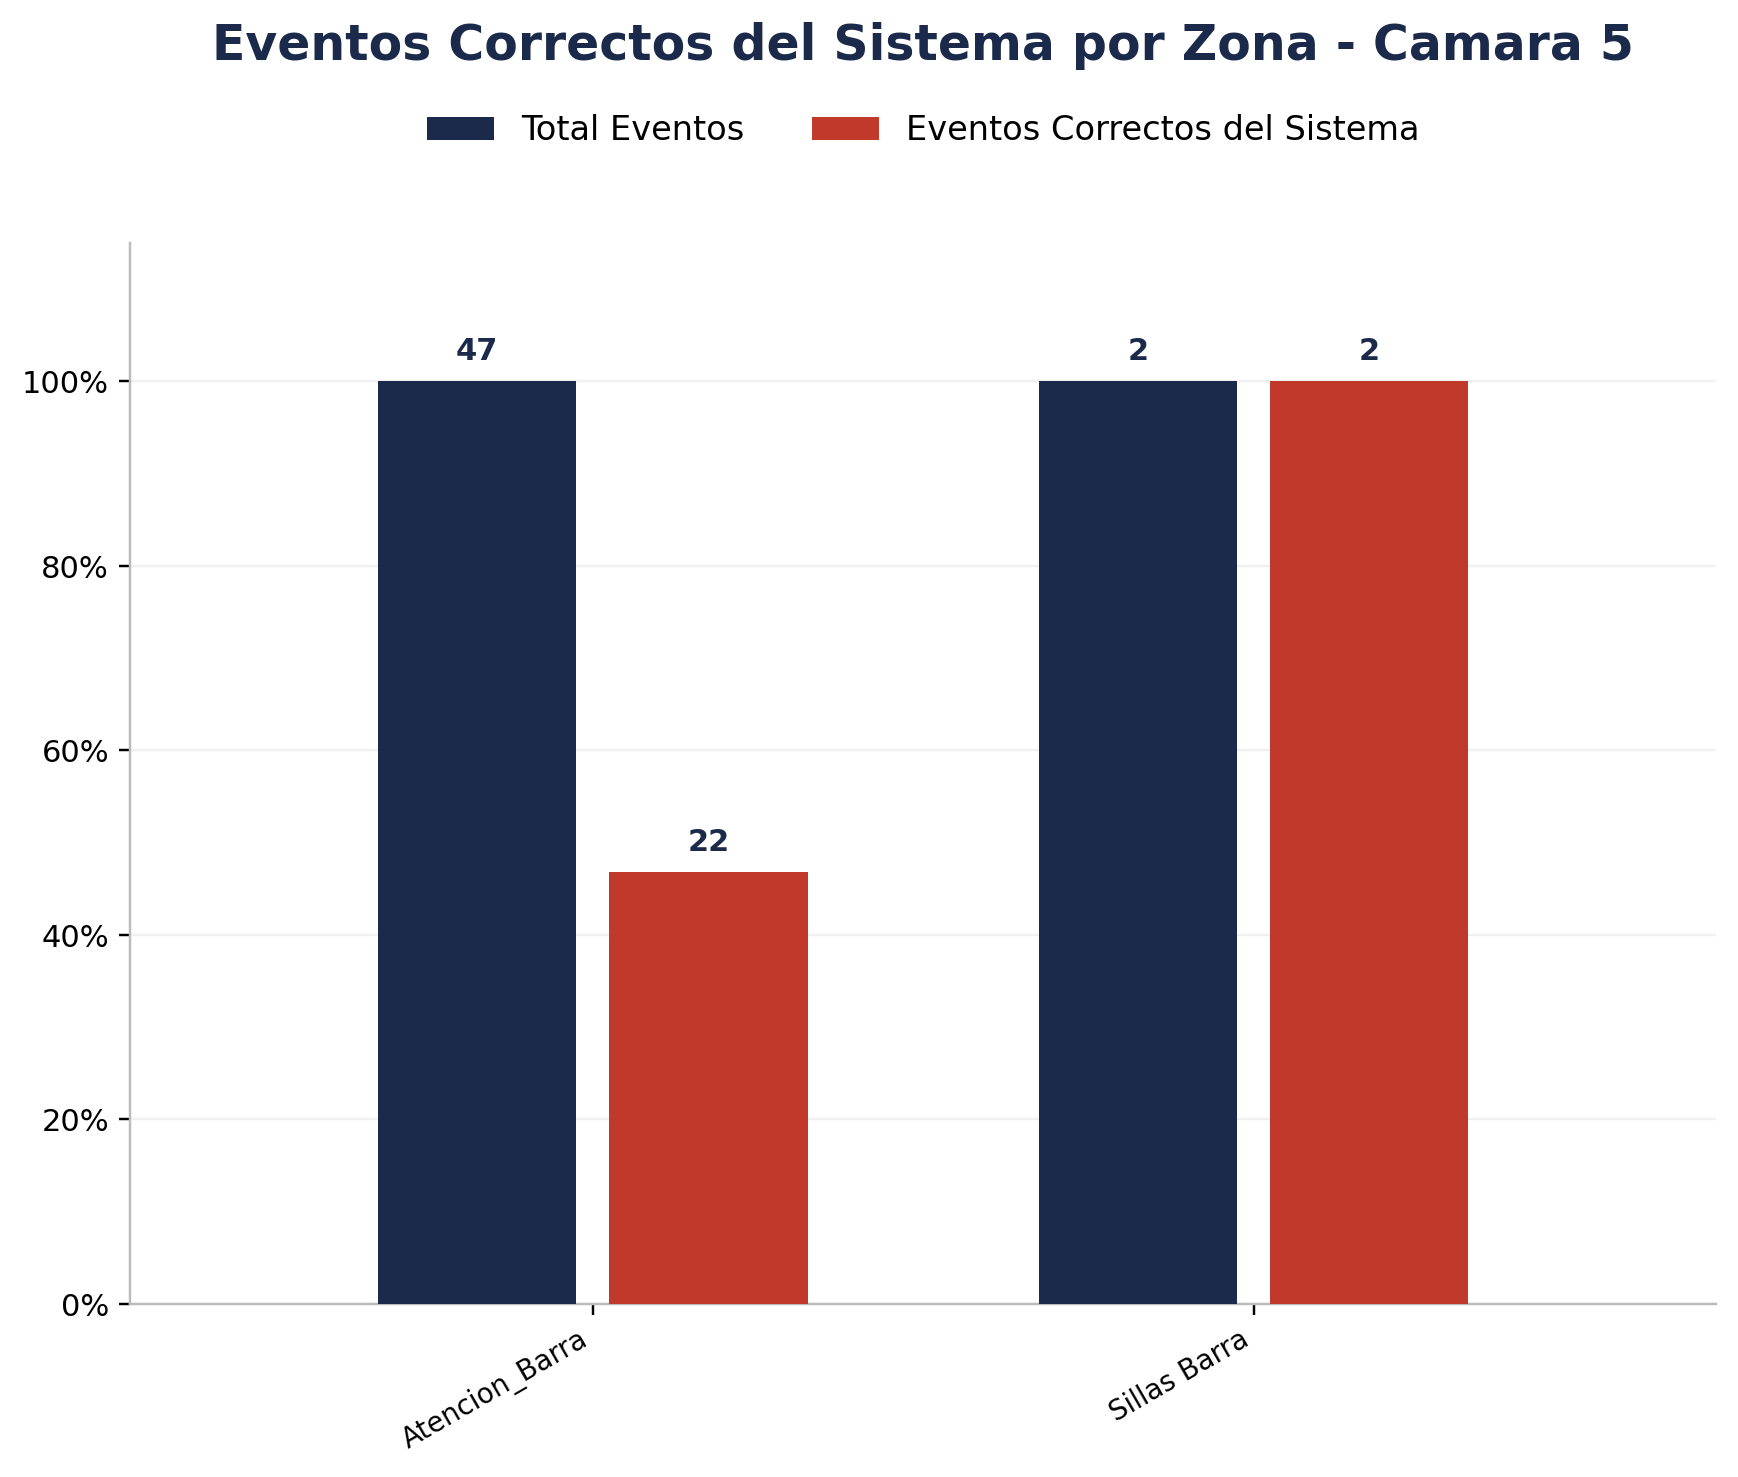 Eventos Correctos del Sistema por Zona - Camara 5
Total Eventos
Eventos Correctos del Sistema
47
2
2
100%
80%
60%
22
40%
20%
0%
Atencion_Barra
Sillas Barra